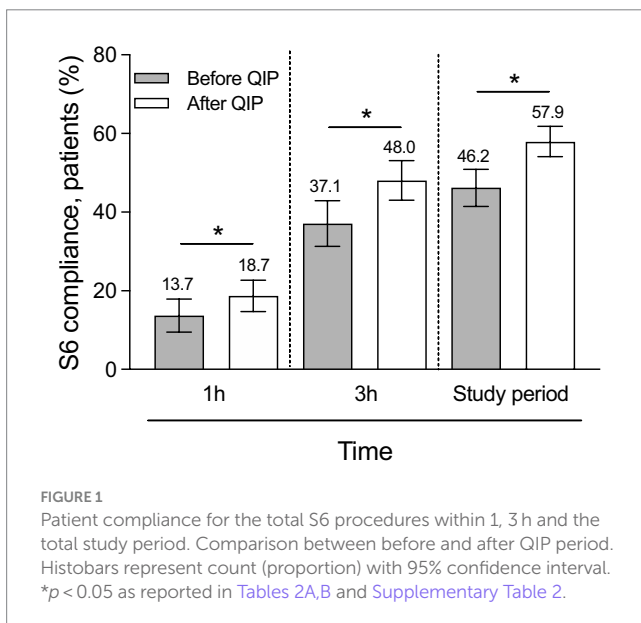 S6 compliance, patients (%)
80
60
40
20
0
Before QIP
After QIP
*
13.7
18.7
*
37.1
48.0
*
46.2
57.9
1h
3h
Study period
Time
FIGURE 1
Patient compliance for the total S6 procedures within 1, 3 h and the
total study period. Comparison between before and after QIP period.
Histobars represent count (proportion) with 95% confidence interval.
*p < 0.05 as reported in Tables 2A,B and Supplementary Table 2.